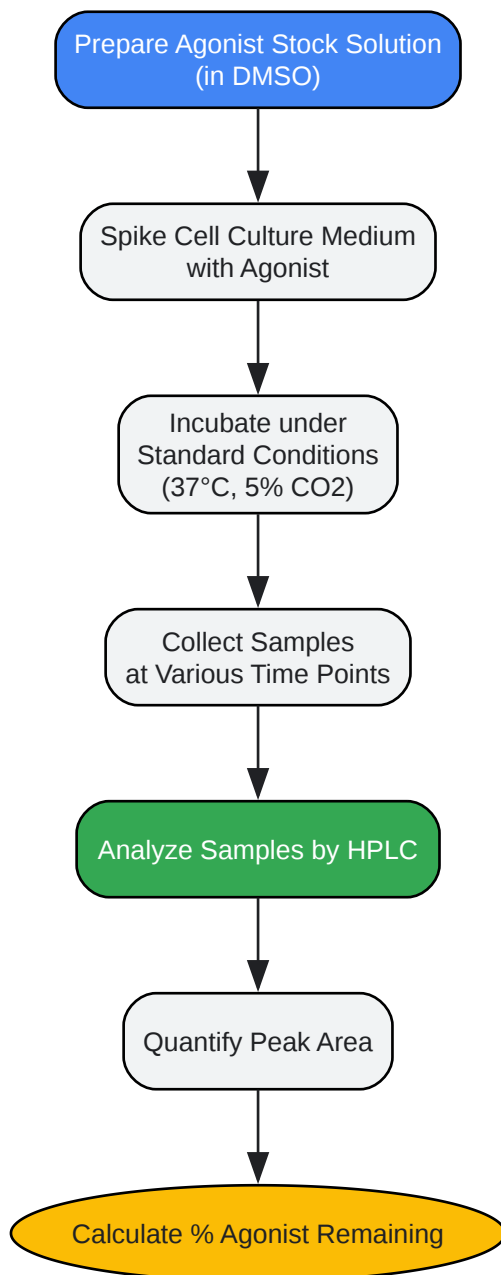 Prepare Agonist Stock Solution
(in DMSO)
Spike Cell Culture Medium
with Agonist
Incubate under
Standard Conditions
(37°C, 5% CO2)
Collect Samples
at Various Time Points
Analyze Samples by HPLC
Quantify Peak Area
Calculate % Agonist Remaining